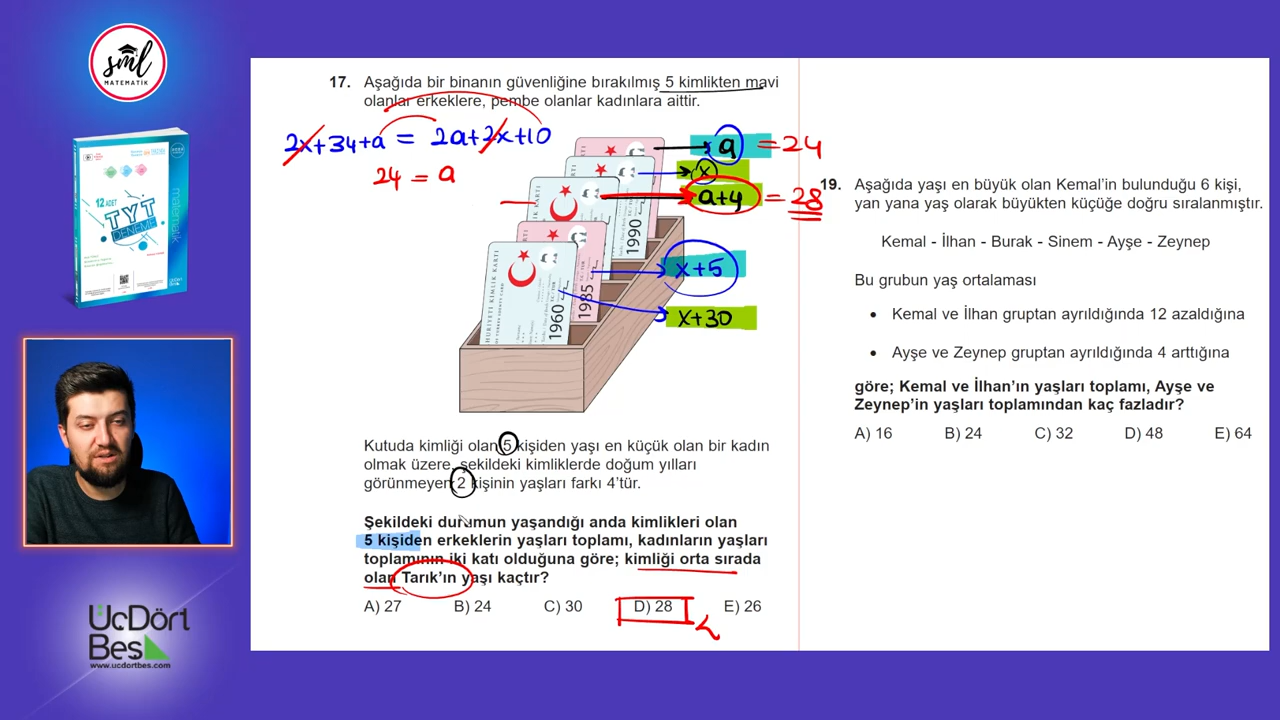 sml
MATEMATİK
12 ADET
TYT
DENEME
matematik
ÜçDört
Beş
www.ucdortbes.com
17. Aşağıda bir binanın güvenliğine bırakılmış 5 kimlikten mavi
olanlar erkeklere, pembe olanlar kadınlara aittir.
2x+34+a = 2a+2x+10
24 = a
a = 24
x
a+4 = 28
x+5
x+30
1990
1985
1960
Kutuda kimliği olan 5 kişiden yaşı en küçük olan bir kadın
olmak üzere, şekildeki kimliklerde doğum yılları
görünmeyen 2 kişinin yaşları farkı 4'tür.
Şekildeki durumun yaşandığı anda kimlikleri olan
5 kişiden erkeklerin yaşları toplamı, kadınların yaşları
toplamının iki katı olduğuna göre; kimliği orta sırada
olan Tarık'ın yaşı kaçtır?
A) 27 B) 24 C) 30 D) 28 E) 26
19. Aşağıda yaşı en büyük olan Kemal'in bulunduğu 6 kişi,
yan yana yaş olarak büyükten küçüğe doğru sıralanmıştır.
Kemal - İlhan - Burak - Sinem - Ayşe - Zeynep
Bu grubun yaş ortalaması
• Kemal ve İlhan gruptan ayrıldığında 12 azaldığına
• Ayşe ve Zeynep gruptan ayrıldığında 4 arttığına
göre; Kemal ve İlhan'ın yaşları toplamı, Ayşe ve
Zeynep'in yaşları toplamından kaç fazladır?
A) 16 B) 24 C) 32 D) 48 E) 64